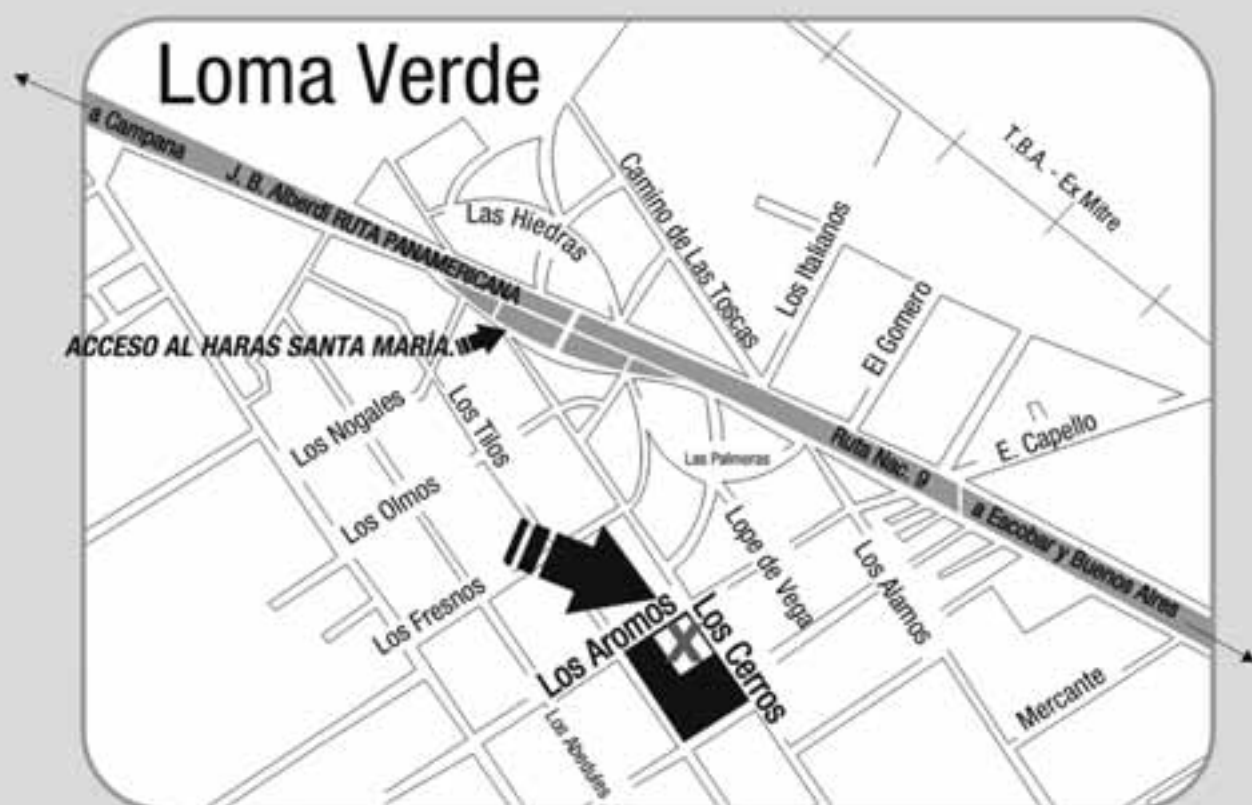 Loma Verde
a Campana
J. B. Alberdi RUTA PANAMERICANA
Las Hiedras
Camino de Las Toscas
T.B.A. - Ex Mitre
Los Italianos
El Gomero
ACCESO AL HARAS SANTA MARÍA.
Los Nogales
Los Tilos
Las Palmeras
Ruta Nac. 9
E. Capello
a Escobar y Buenos Aires
Los Olmos
Lope de Vega
Los Alamos
Los Fresnos
Los Aromos
X
Los Cerros
Los Abedules
Mercante